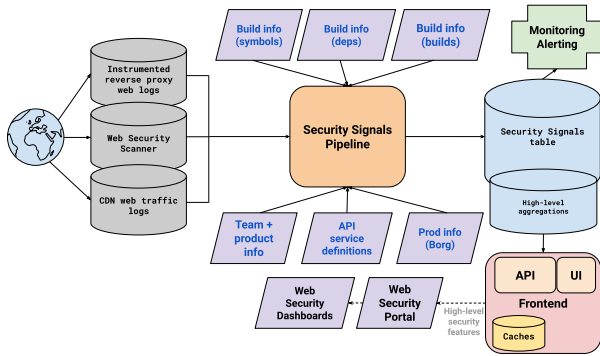 Build info
(symbols)
Build info
(deps)
Build info
(builds)
Monitoring
Alerting
Instrumented
reverse proxy
web logs
Web Security
Scanner
CDN web traffic
logs
Security Signals
Pipeline
Security Signals
table
High-level
aggregations
Team +
product
info
API
service
definitions
Prod info
(Borg)
API
UI
Frontend
Caches
High-level
security
features
Web
Security
Portal
Web
Security
Dashboards